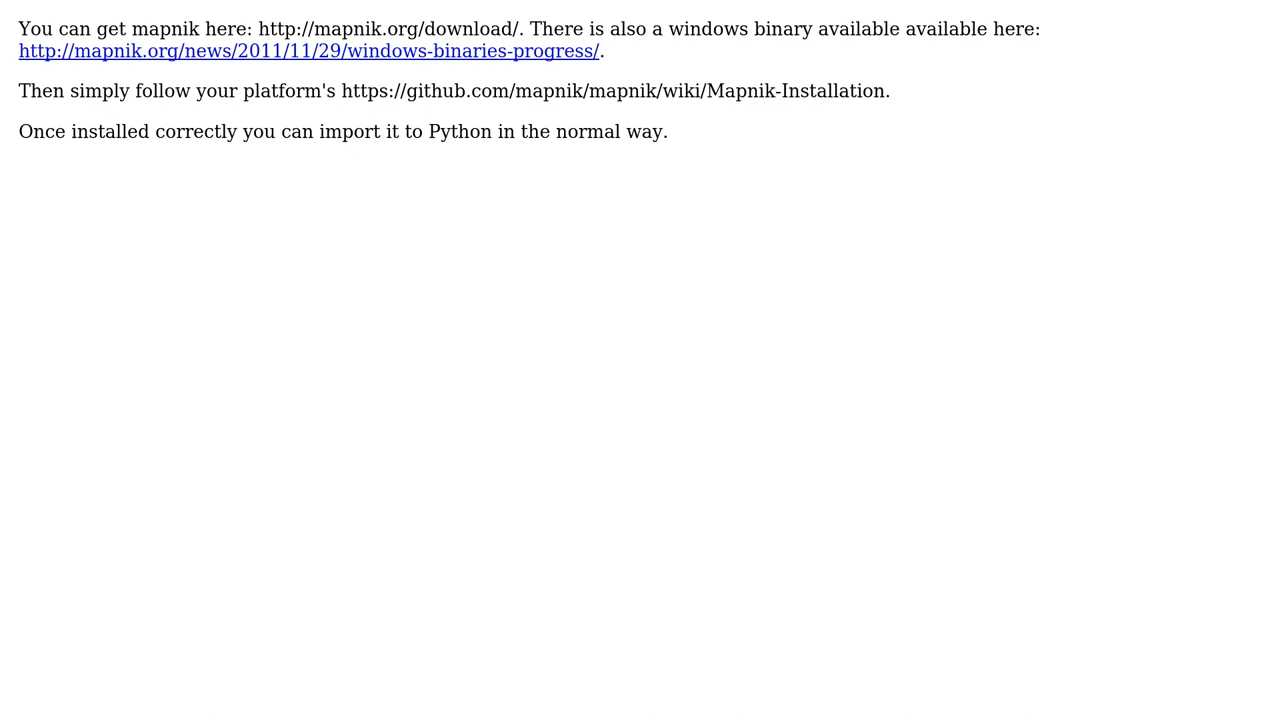 You can get mapnik here: http://mapnik.org/download/. There is also a windows binary available available here:
http://mapnik.org/news/2011/11/29/windows-binaries-progress/.
Then simply follow your platform's https://github.com/mapnik/mapnik/wiki/Mapnik-Installation.
Once installed correctly you can import it to Python in the normal way.